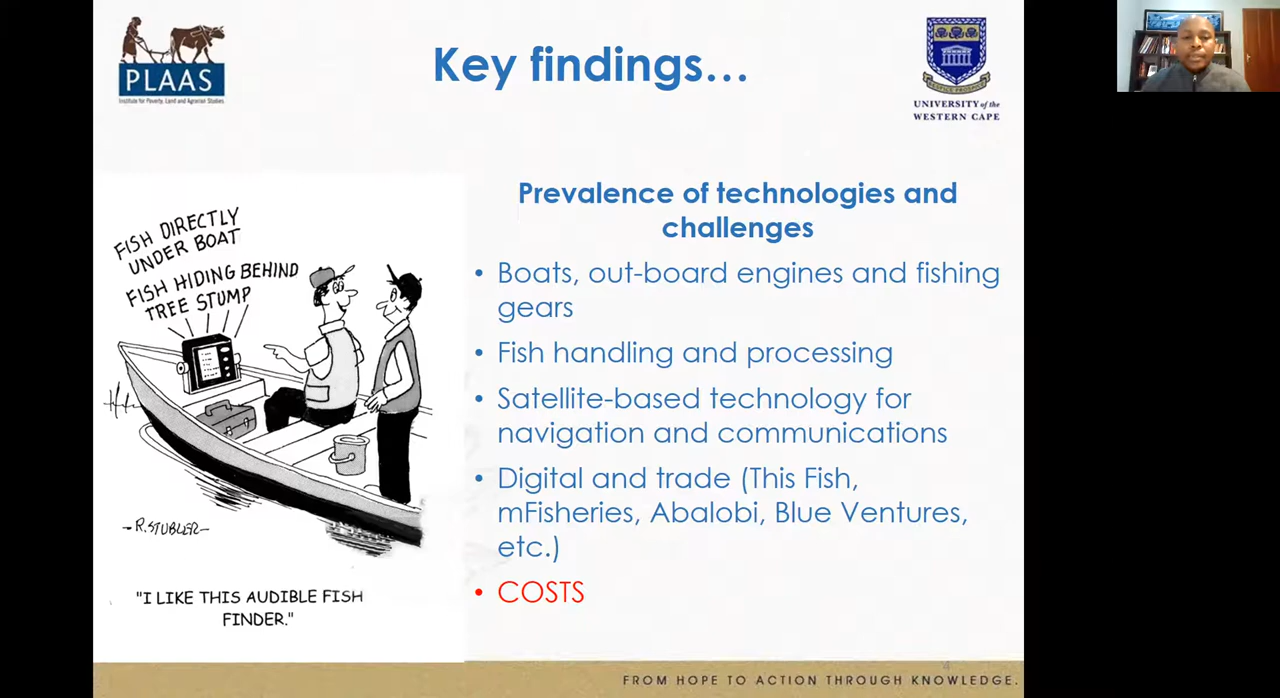 PLAAS
Institute for Poverty, Land and Agrarian Studies
Key findings...
UNIVERSITY of the
WESTERN CAPE
FISH DIRECTLY
UNDER BOAT
FISH HIDING BEHIND
TREE STUMP
-R.STUBLER-
"I LIKE THIS AUDIBLE FISH
FINDER."
Prevalence of technologies and
challenges
• Boats, out-board engines and fishing
gears
• Fish handling and processing
• Satellite-based technology for
navigation and communications
• Digital and trade (This Fish,
mFisheries, Abalobi, Blue Ventures,
etc.)
• COSTS
FROM HOPE TO ACTION THROUGH KNOWLEDGE.